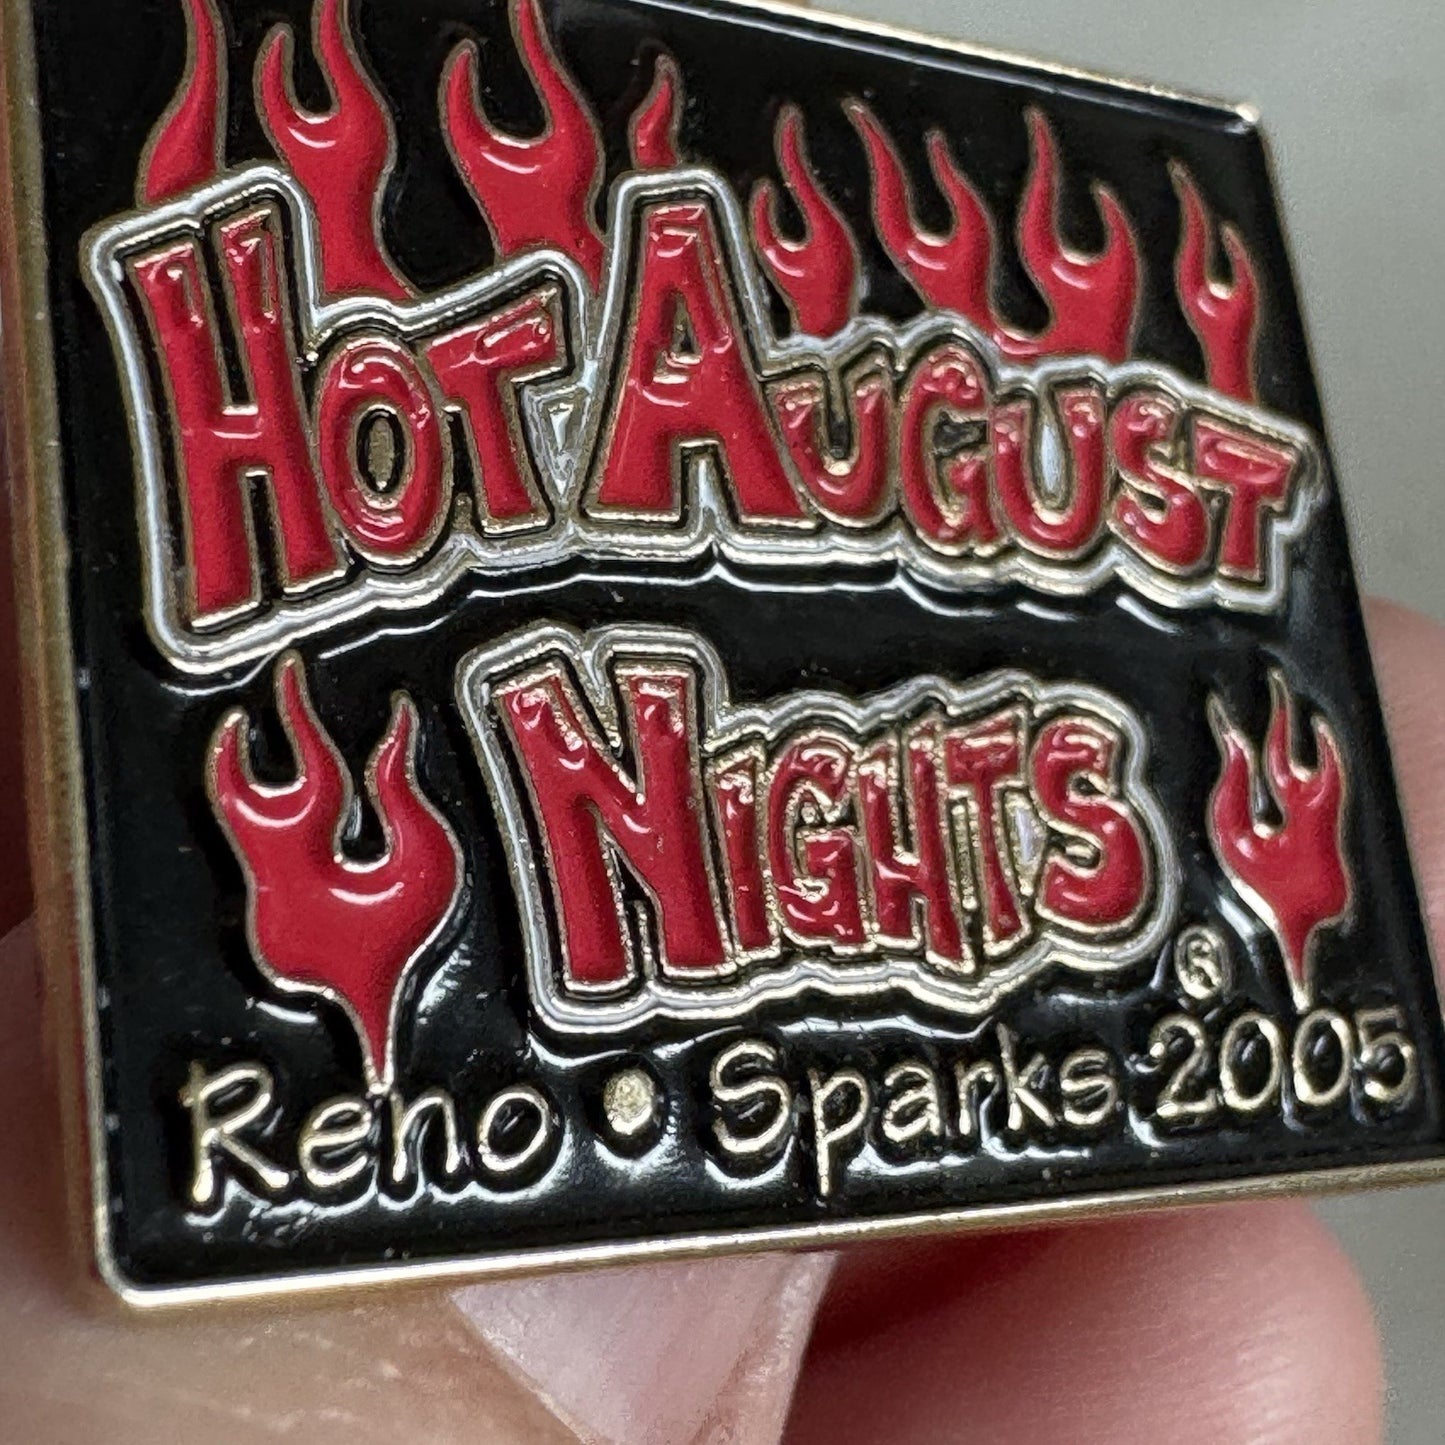 HOT AUGUST
NIGHTS ®
Reno • Sparks 2005